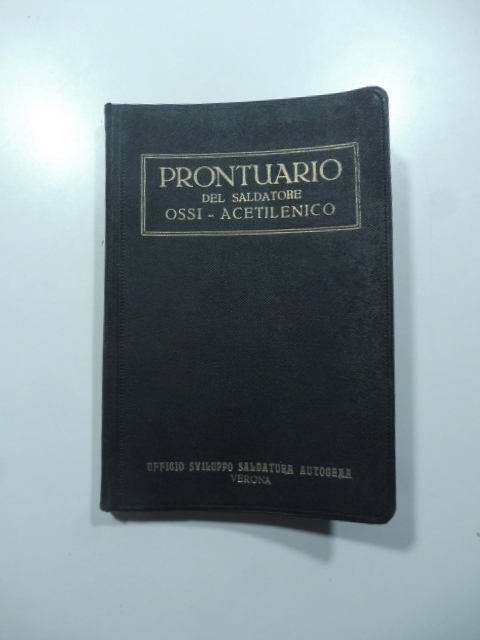 PRONTUARIO
DEL SALDATORE
OSSI - ACETILENICO
UFFICIO SVILUPPO SALDATURA AUTOGENA
VERONA